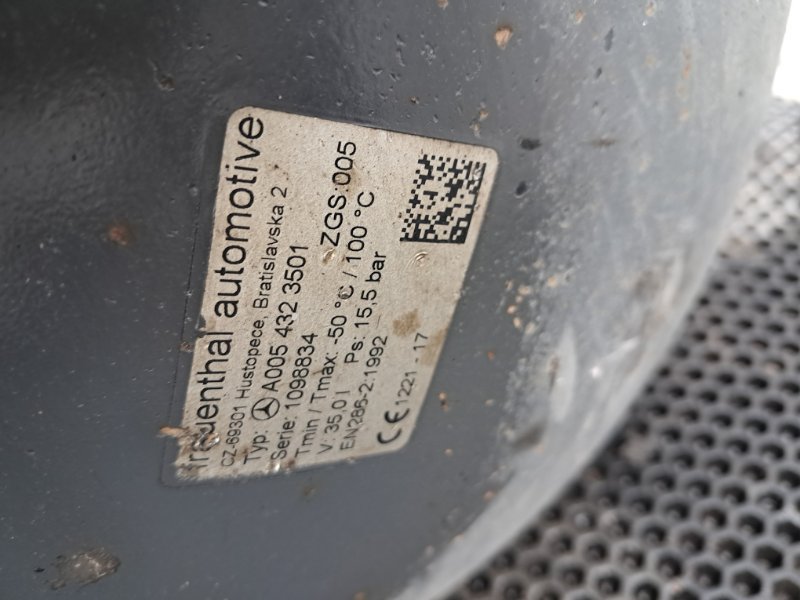 frauenthal automotive
CZ-69301 Hustopece, Bratislavska 2
Typ: A005 432 3501 ZGS:005
Serie: 1098834
Tmin / Tmax: -50 °C / 100 °C
V: 35,0 l Ps: 15,5 bar
EN286-2:1992
CE 1221 - 17